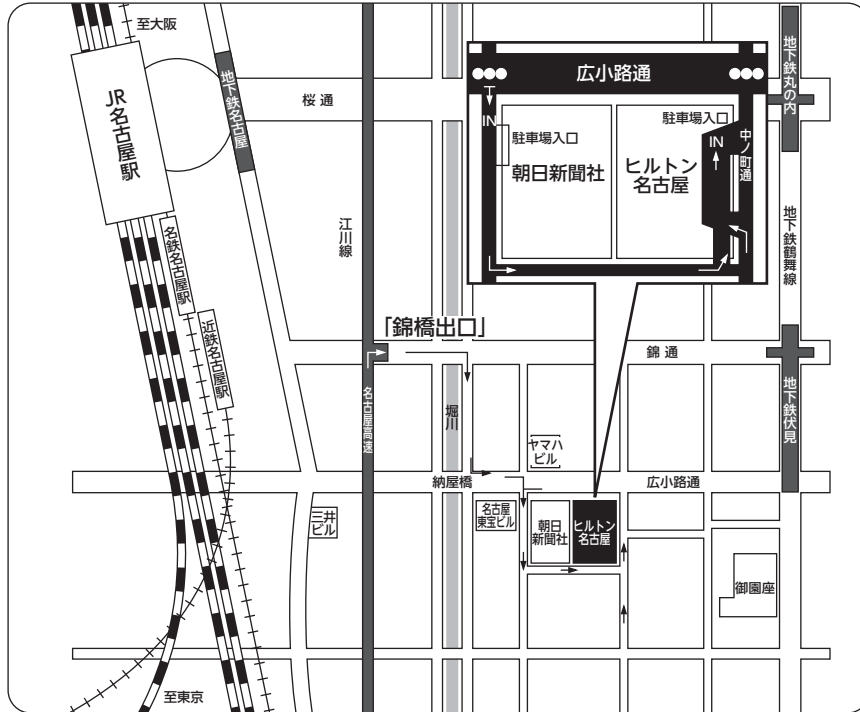 至大阪
JR名古屋駅
地下鉄名古屋
桜通
江川線
名鉄名古屋駅
近鉄名古屋駅
広小路通
IN
駐車場入口
朝日新聞社
ヒルトン
名古屋
駐車場入口
IN
中ノ町通
地下鉄丸の内
地下鉄鶴舞線
「錦橋出口」
錦通
名古屋高速
堀川
地下鉄伏見
ヤマハ
ビル
納屋橋
広小路通
三井
ビル
名古屋
東宝ビル
朝日
新聞社
ヒルトン
名古屋
御園座
至東京